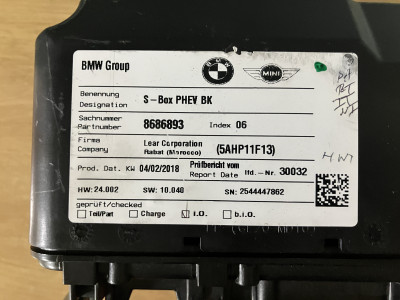 BMW Group
MINI
Benennung
Designation
S-Box PHEV BK
Sachnummer
Partnumber
8686893
Index 06
Firma
Company
Lear Corporation
Rabat (Morocco)
(5AHP11F13)
Prod. Dat. KW 04/02/2018
Prüfbericht vom
Report Date
lfd.-Nr. 30032
HW: 24.002
SW: 10.040
SN: 2544447862
geprüft/checked
Teil/Part
Charge
i.O.
b.i.O.